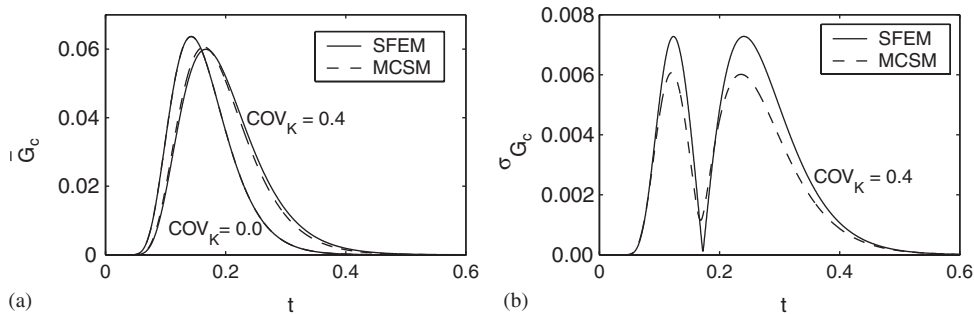 0.06
0.04
0.02
0
0
0.2
0.4
0.6
Ḡc
t
SFEM
MCSM
COVK = 0.4
COVK = 0.0
(a)
0.008
0.006
0.004
0.002
0.00
0
0.2
0.4
0.6
σGc
t
SFEM
MCSM
COVK = 0.4
(b)